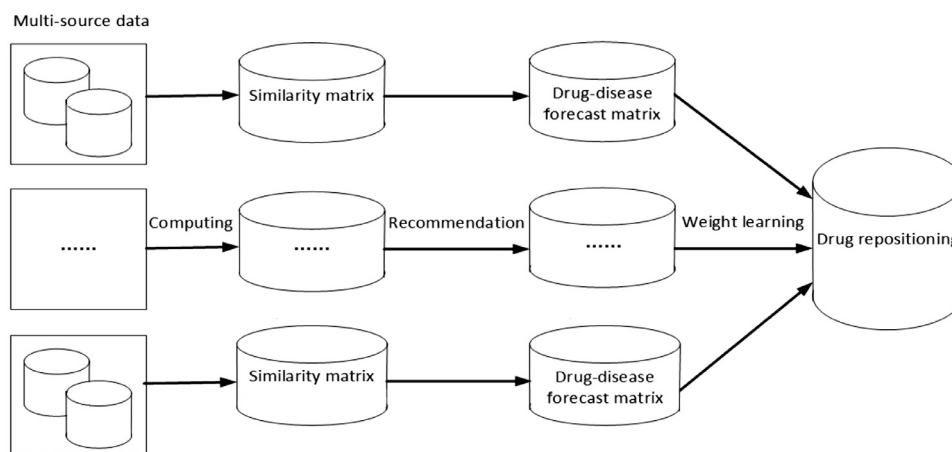 Multi-source data
Similarity matrix
Drug-disease
forecast matrix
......
Computing
......
Recommendation
......
Weight learning
Drug repositioning
Similarity matrix
Drug-disease
forecast matrix